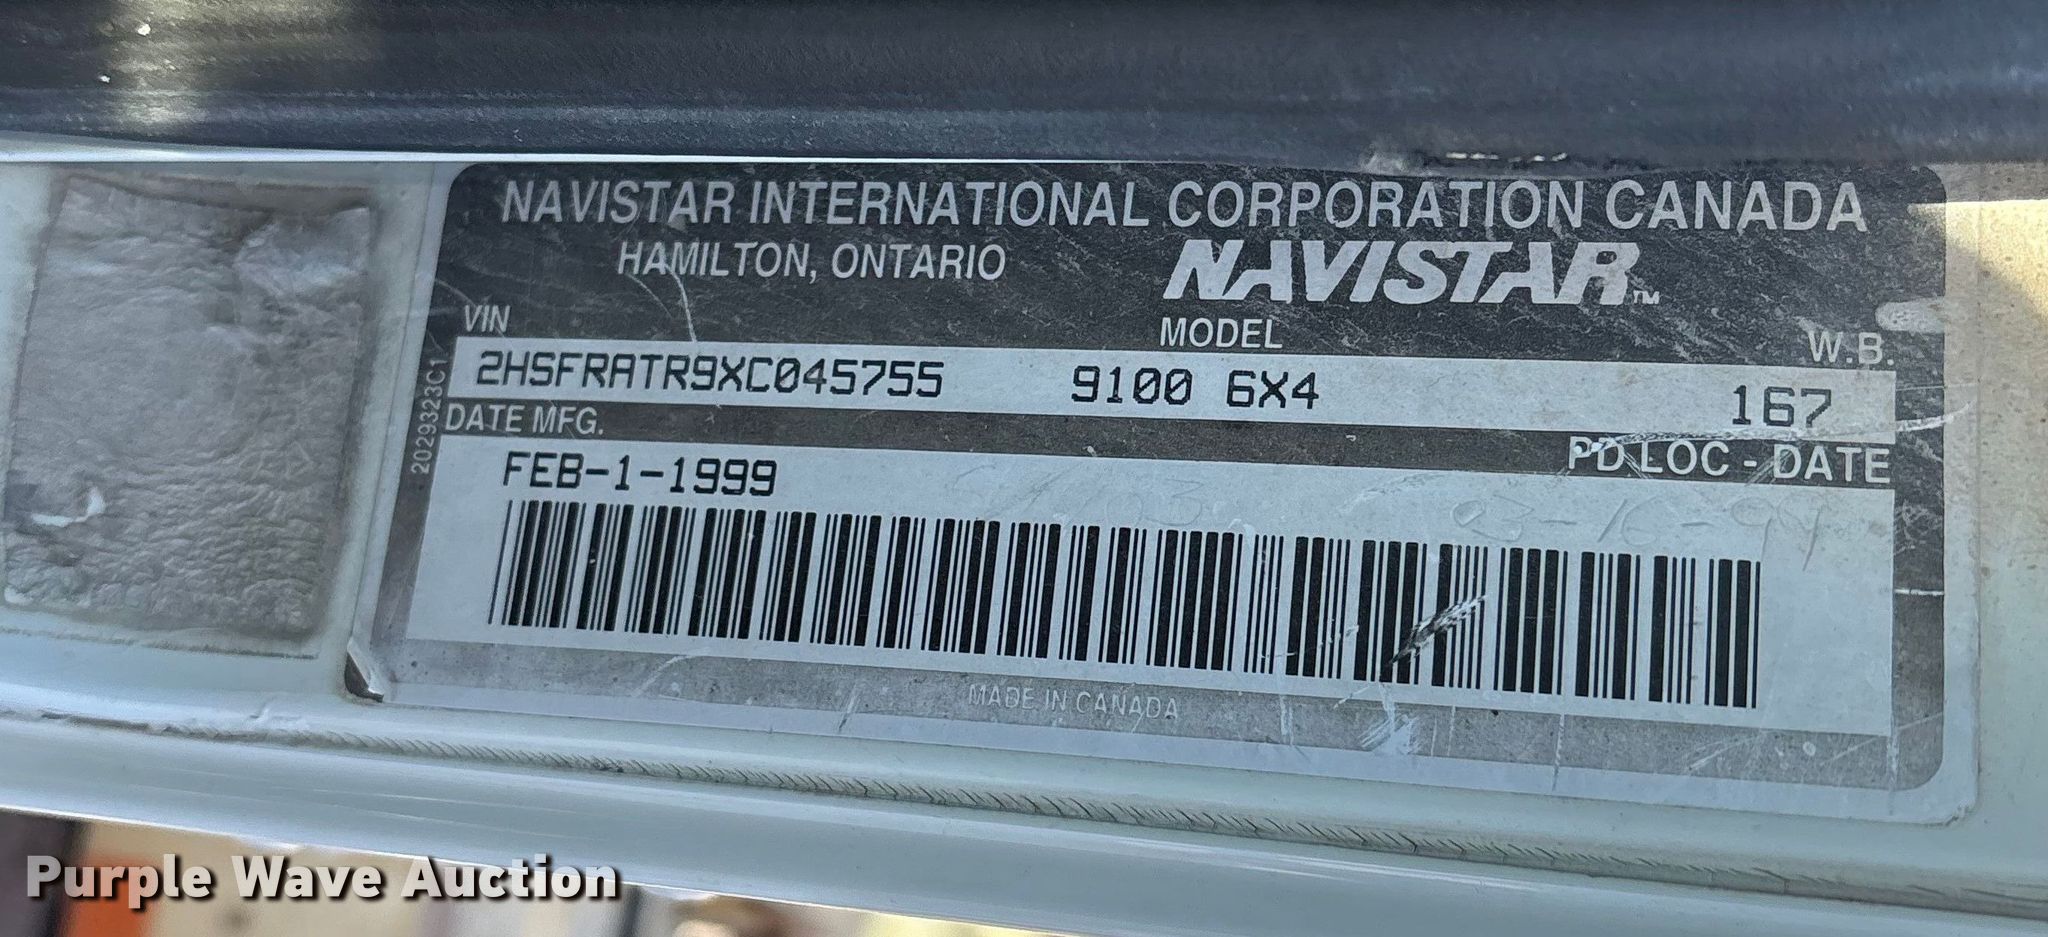 NAVISTAR INTERNATIONAL CORPORATION CANADA
HAMILTON, ONTARIO
NAVISTAR™
VIN
MODEL
W.B.
2HSFRATR9XC045755 9100 6X4 167
2029323C1
DATE MFG.
PD LOC - DATE
FEB-1-1999
MADE IN CANADA
Purple Wave Auction